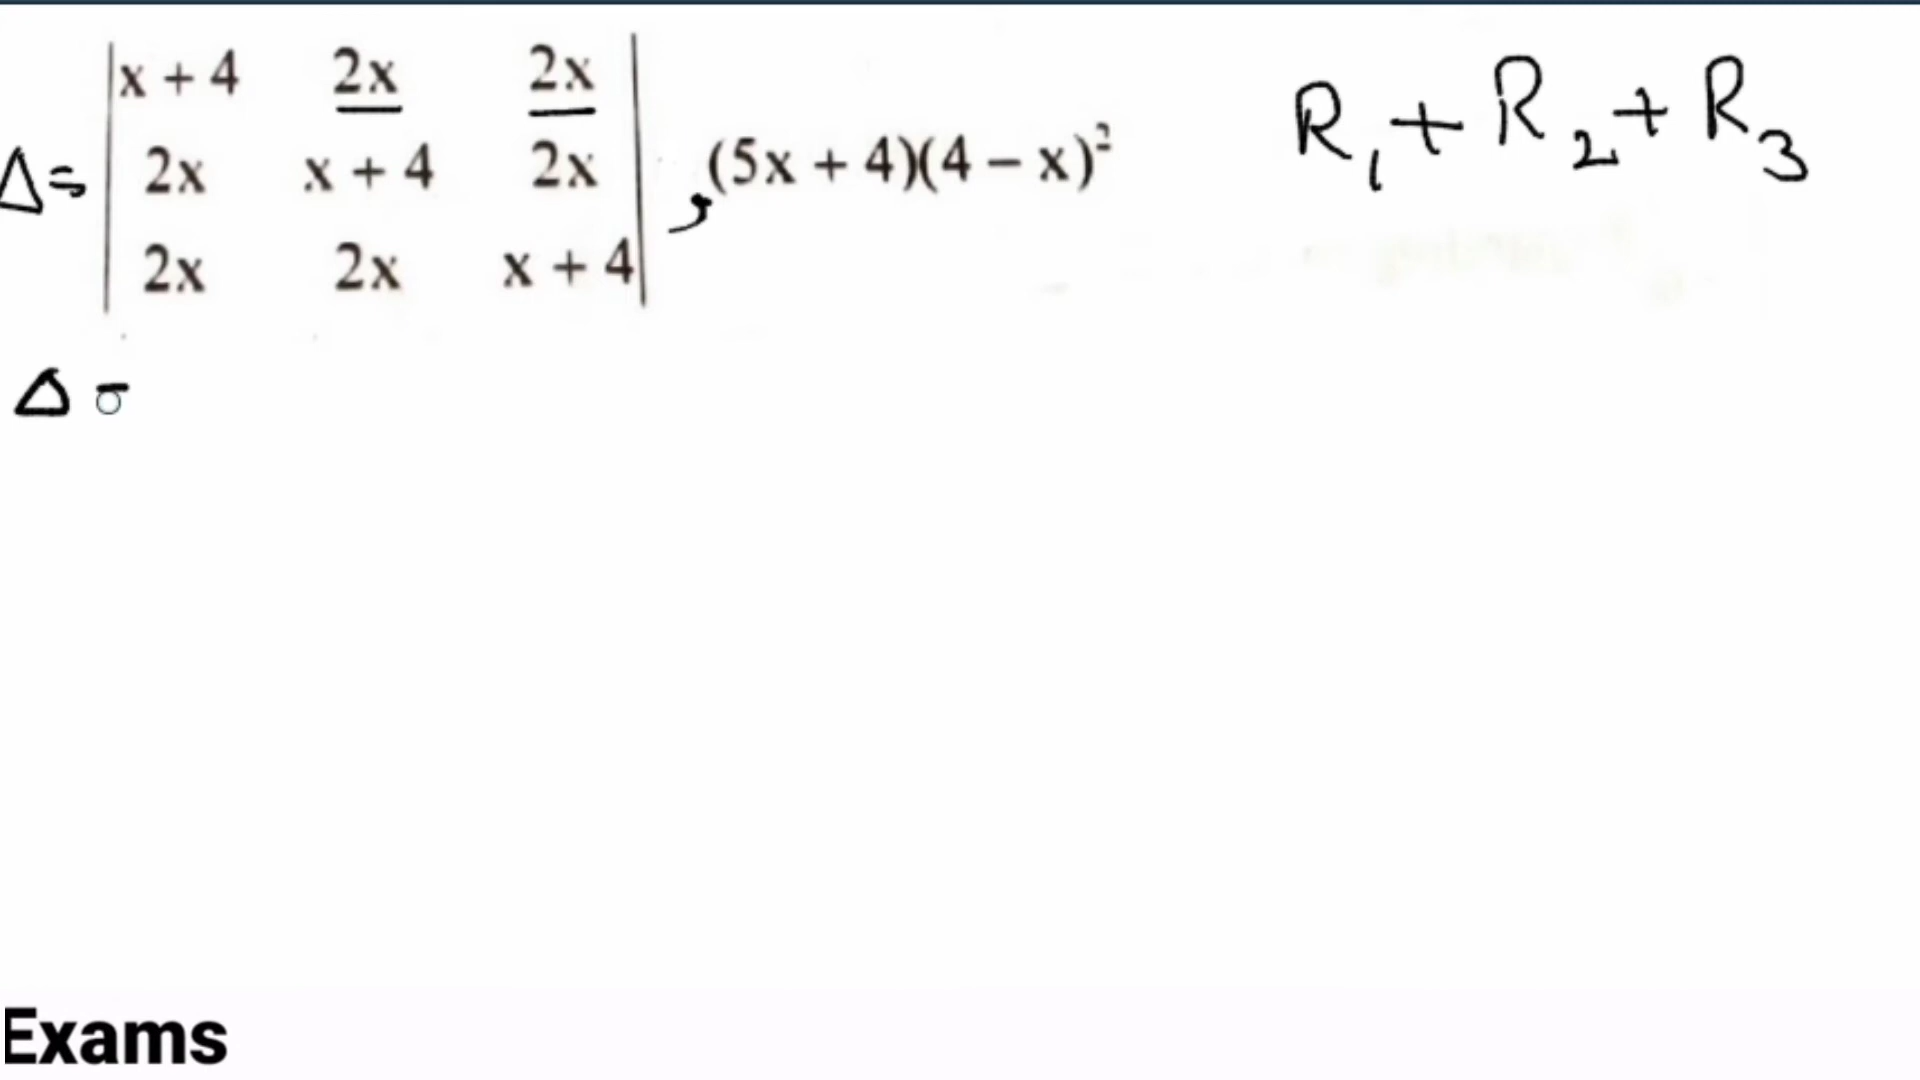 Δ = | x + 4 2x 2x |
| 2x x + 4 2x | , (5x + 4)(4 − x)²
| 2x 2x x + 4 |
R₁ + R₂ + R₃
Δ =
Exams